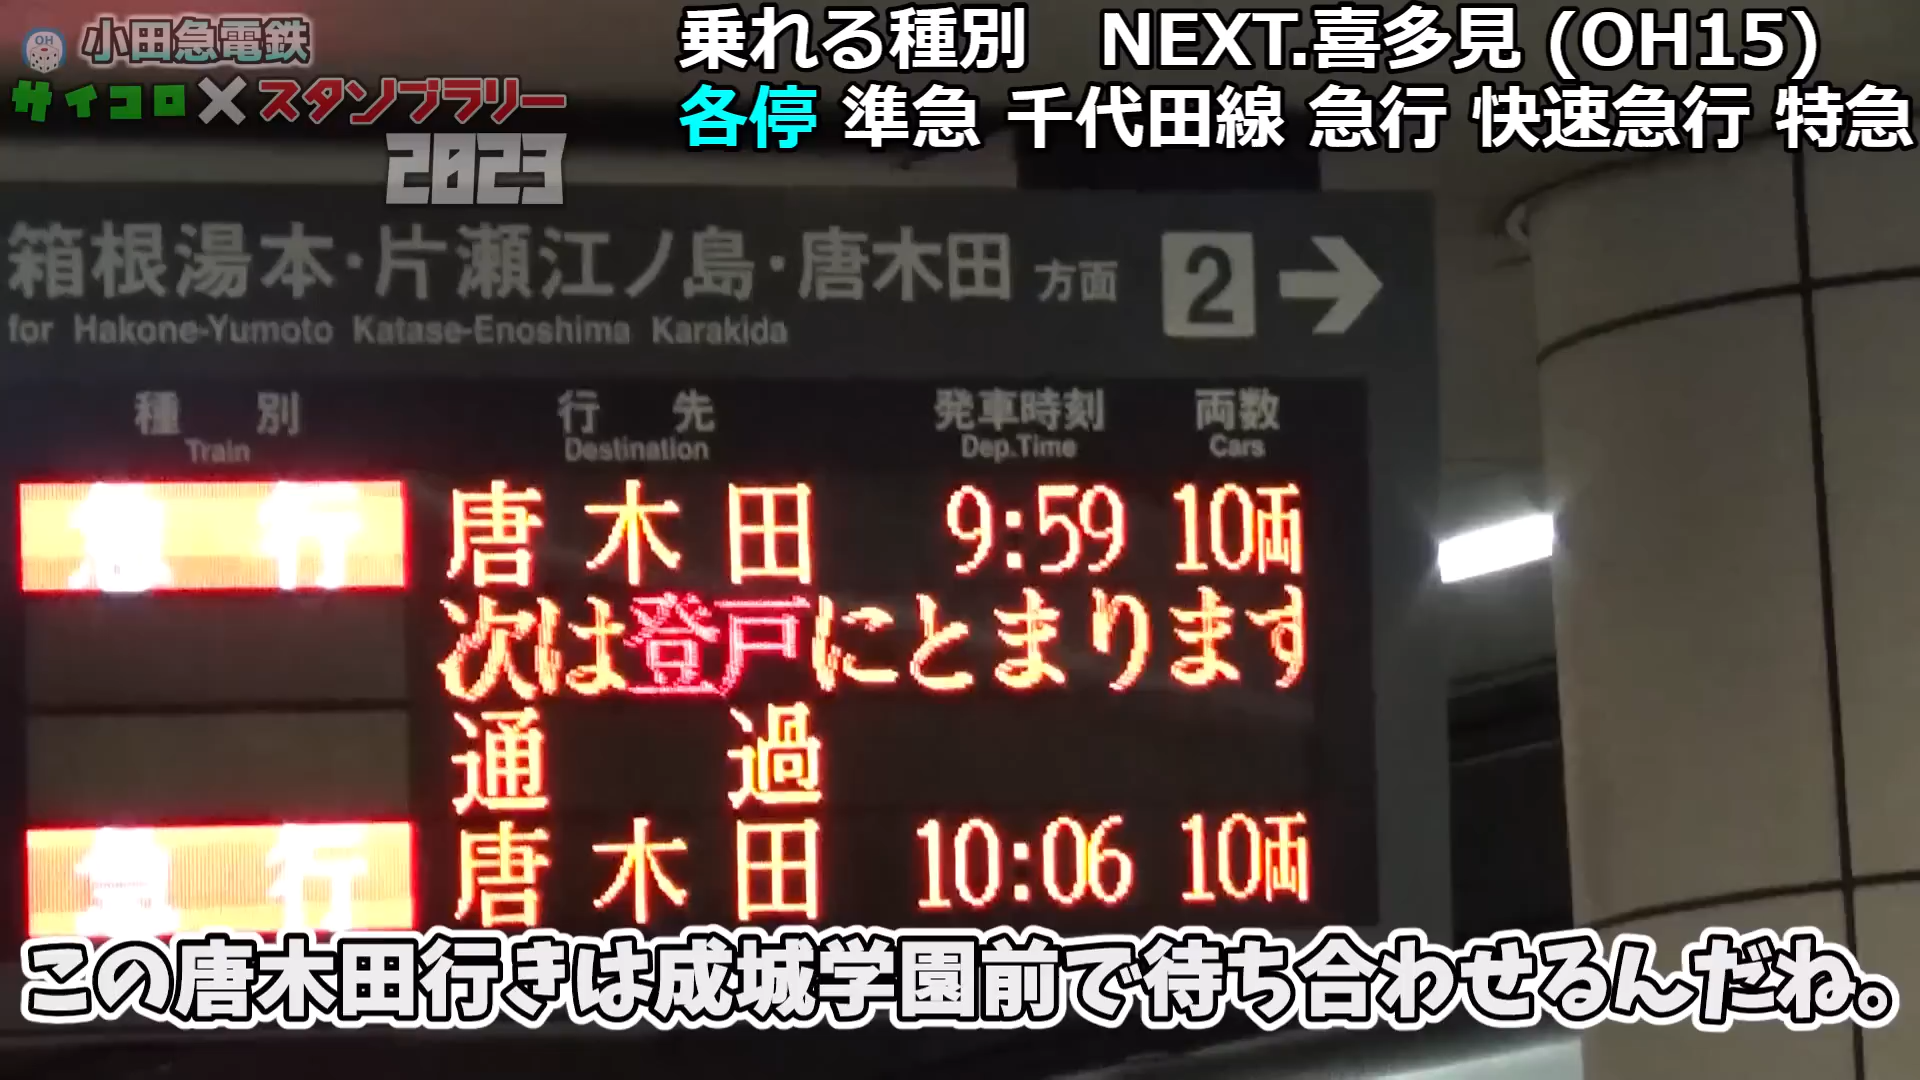 小田急電鉄
サイコロ×スタンプラリー
2023
乗れる種別　NEXT.喜多見 (OH15)
各停 準急 千代田線 急行 快速急行 特急
箱根湯本・片瀬江ノ島・唐木田 方面 2 →
for Hakone-Yumoto Katase-Enoshima Karakida
種別 行先 発車時刻 両数
Train Destination Dep.Time Cars
急行 唐木田 9:59 10両
次は登戸にとまります
通過
急行 唐木田 10:06 10両
この唐木田行きは成城学園前で待ち合わせるんだね。